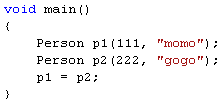 void main()
{
    Person p1(111, "momo");
    Person p2(222, "gogo");
    p1 = p2;
}